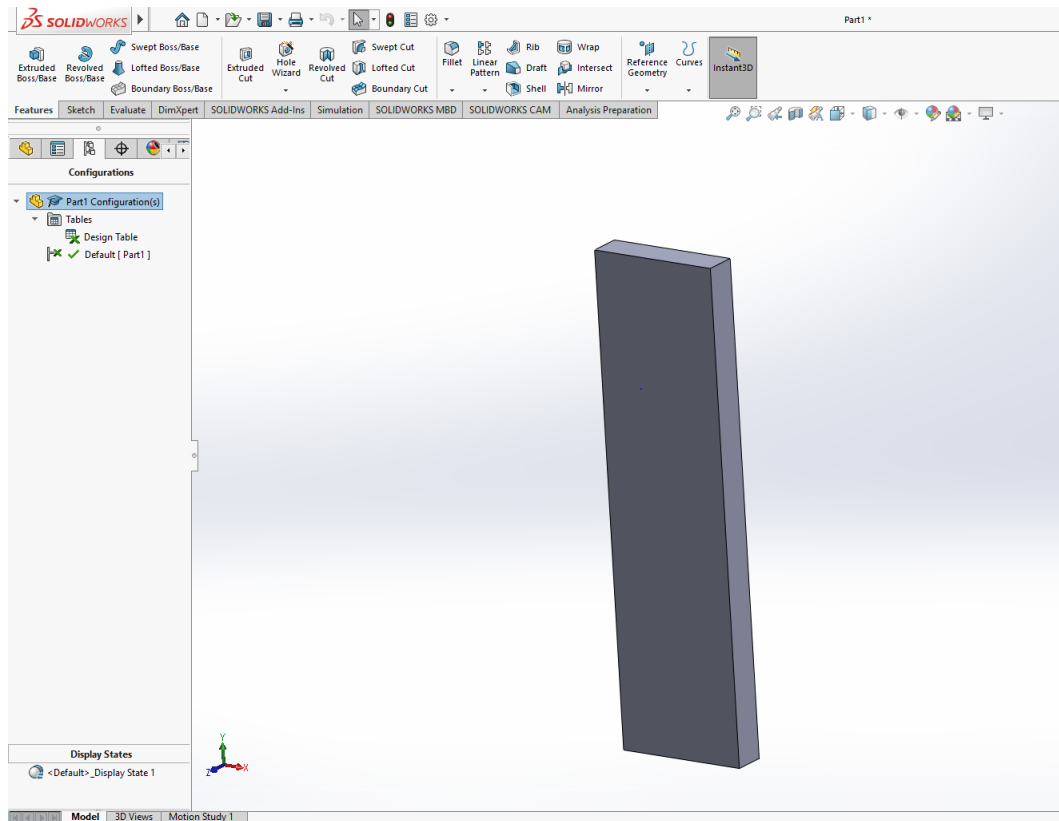 SOLIDWORKS
Part1 *
Extruded Boss/Base
Revolved Boss/Base
Swept Boss/Base
Lofted Boss/Base
Boundary Boss/Base
Extruded Cut
Hole Wizard
Revolved Cut
Swept Cut
Lofted Cut
Boundary Cut
Fillet
Linear Pattern
Rib
Draft
Shell
Wrap
Intersect
Mirror
Reference Geometry
Curves
Instant3D
Features Sketch Evaluate DimXpert SOLIDWORKS Add-Ins Simulation SOLIDWORKS MBD SOLIDWORKS CAM Analysis Preparation
Configurations
Part1 Configuration(s)
Tables
Design Table
Default [ Part1 ]
Y
Z X
Display States
<Default>_Display State 1
Model 3D Views Motion Study 1